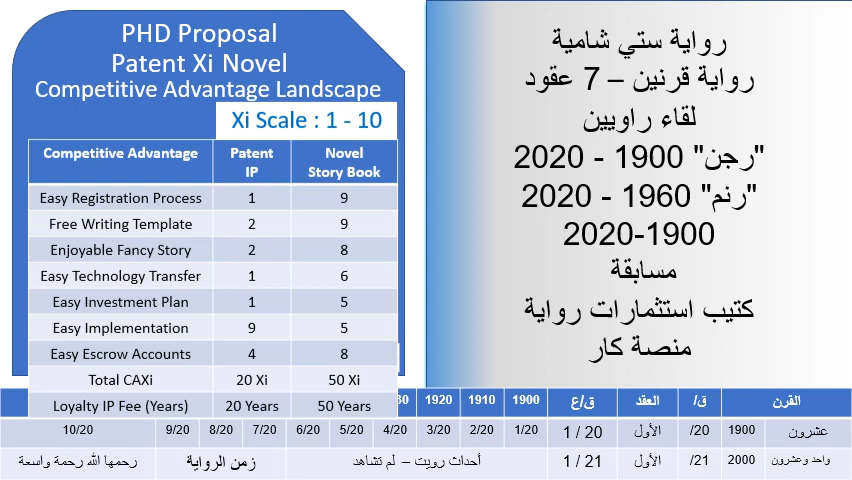 PHD Proposal
Patent Xi Novel
Competitive Advantage Landscape
Xi Scale : 1 - 10
Competitive Advantage Patent IP Novel Story Book
Easy Registration Process 1 9
Free Writing Template 2 9
Enjoyable Fancy Story 2 8
Easy Technology Transfer 1 6
Easy Investment Plan 1 5
Easy Implementation 9 5
Easy Escrow Accounts 4 8
Total CAXi 20 Xi 50 Xi
Loyalty IP Fee (Years) 20 Years 50 Years
رواية ستي شامية
رواية قرنين – 7 عقود
لقاء راويين
"رجن" 1900 - 2020
"رنم" 1960 - 2020
1900-2020
مسابقة
كتيب استثمارات رواية
منصة كار
القرن ق/ العقد ق/ع 1900 1910 1920 30
عشرون 1900 20/ الأول 1 / 20 1/20 2/20 3/20 4/20 5/20 6/20 7/20 8/20 9/20 10/20
واحد وعشرون 2000 21/ الأول 1 / 21 أحداث رويت – لم تشاهد زمن الرواية رحمها الله رحمة واسعة